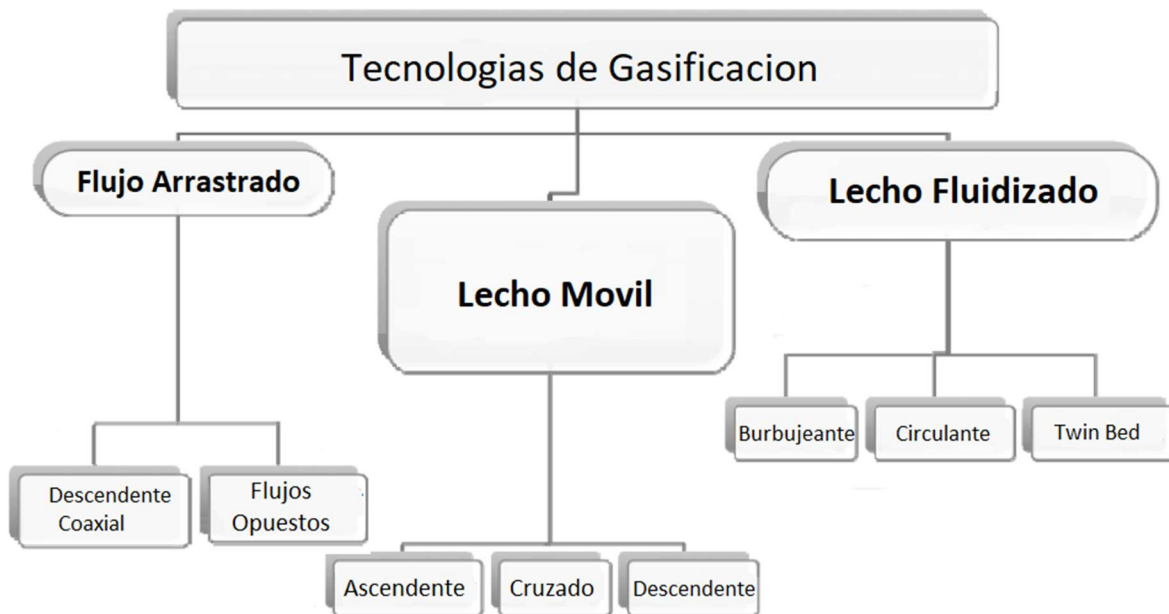 Tecnologias de Gasificacion
Flujo Arrastrado
Lecho Movil
Lecho Fluidizado
Descendente
Coaxial
Flujos
Opuestos
Ascendente
Cruzado
Descendente
Burbujeante
Circulante
Twin Bed